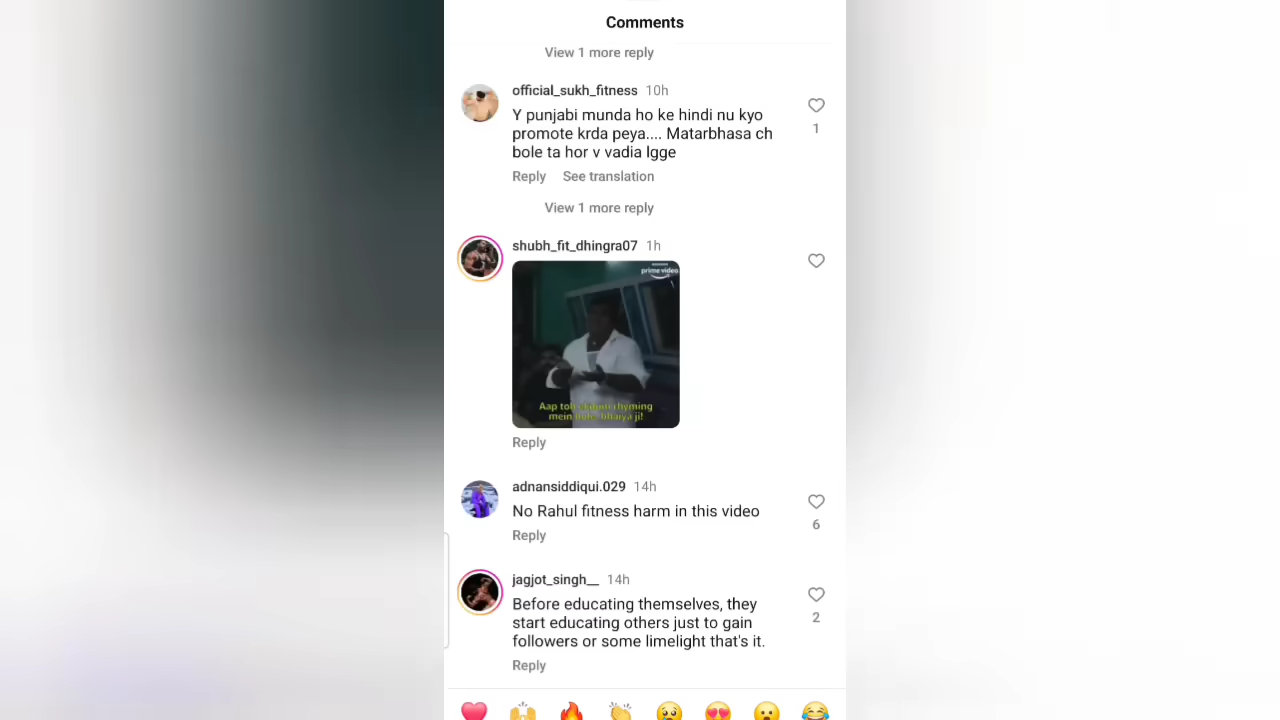 Comments
View 1 more reply
official_sukh_fitness 10h
Y punjabi munda ho ke hindi nu kyo
promote krda peya.... Matarbhasa ch
bole ta hor v vadia lgge
1
Reply See translation
View 1 more reply
shubh_fit_dhingra07 1h
prime video
Aap toh ekdum rhyming
mein bhaiya ji!
Reply
adnansiddiqui.029 14h
No Rahul fitness harm in this video
6
Reply
jagjot_singh__ 14h
Before educating themselves, they
start educating others just to gain
followers or some limelight that's it.
2
Reply